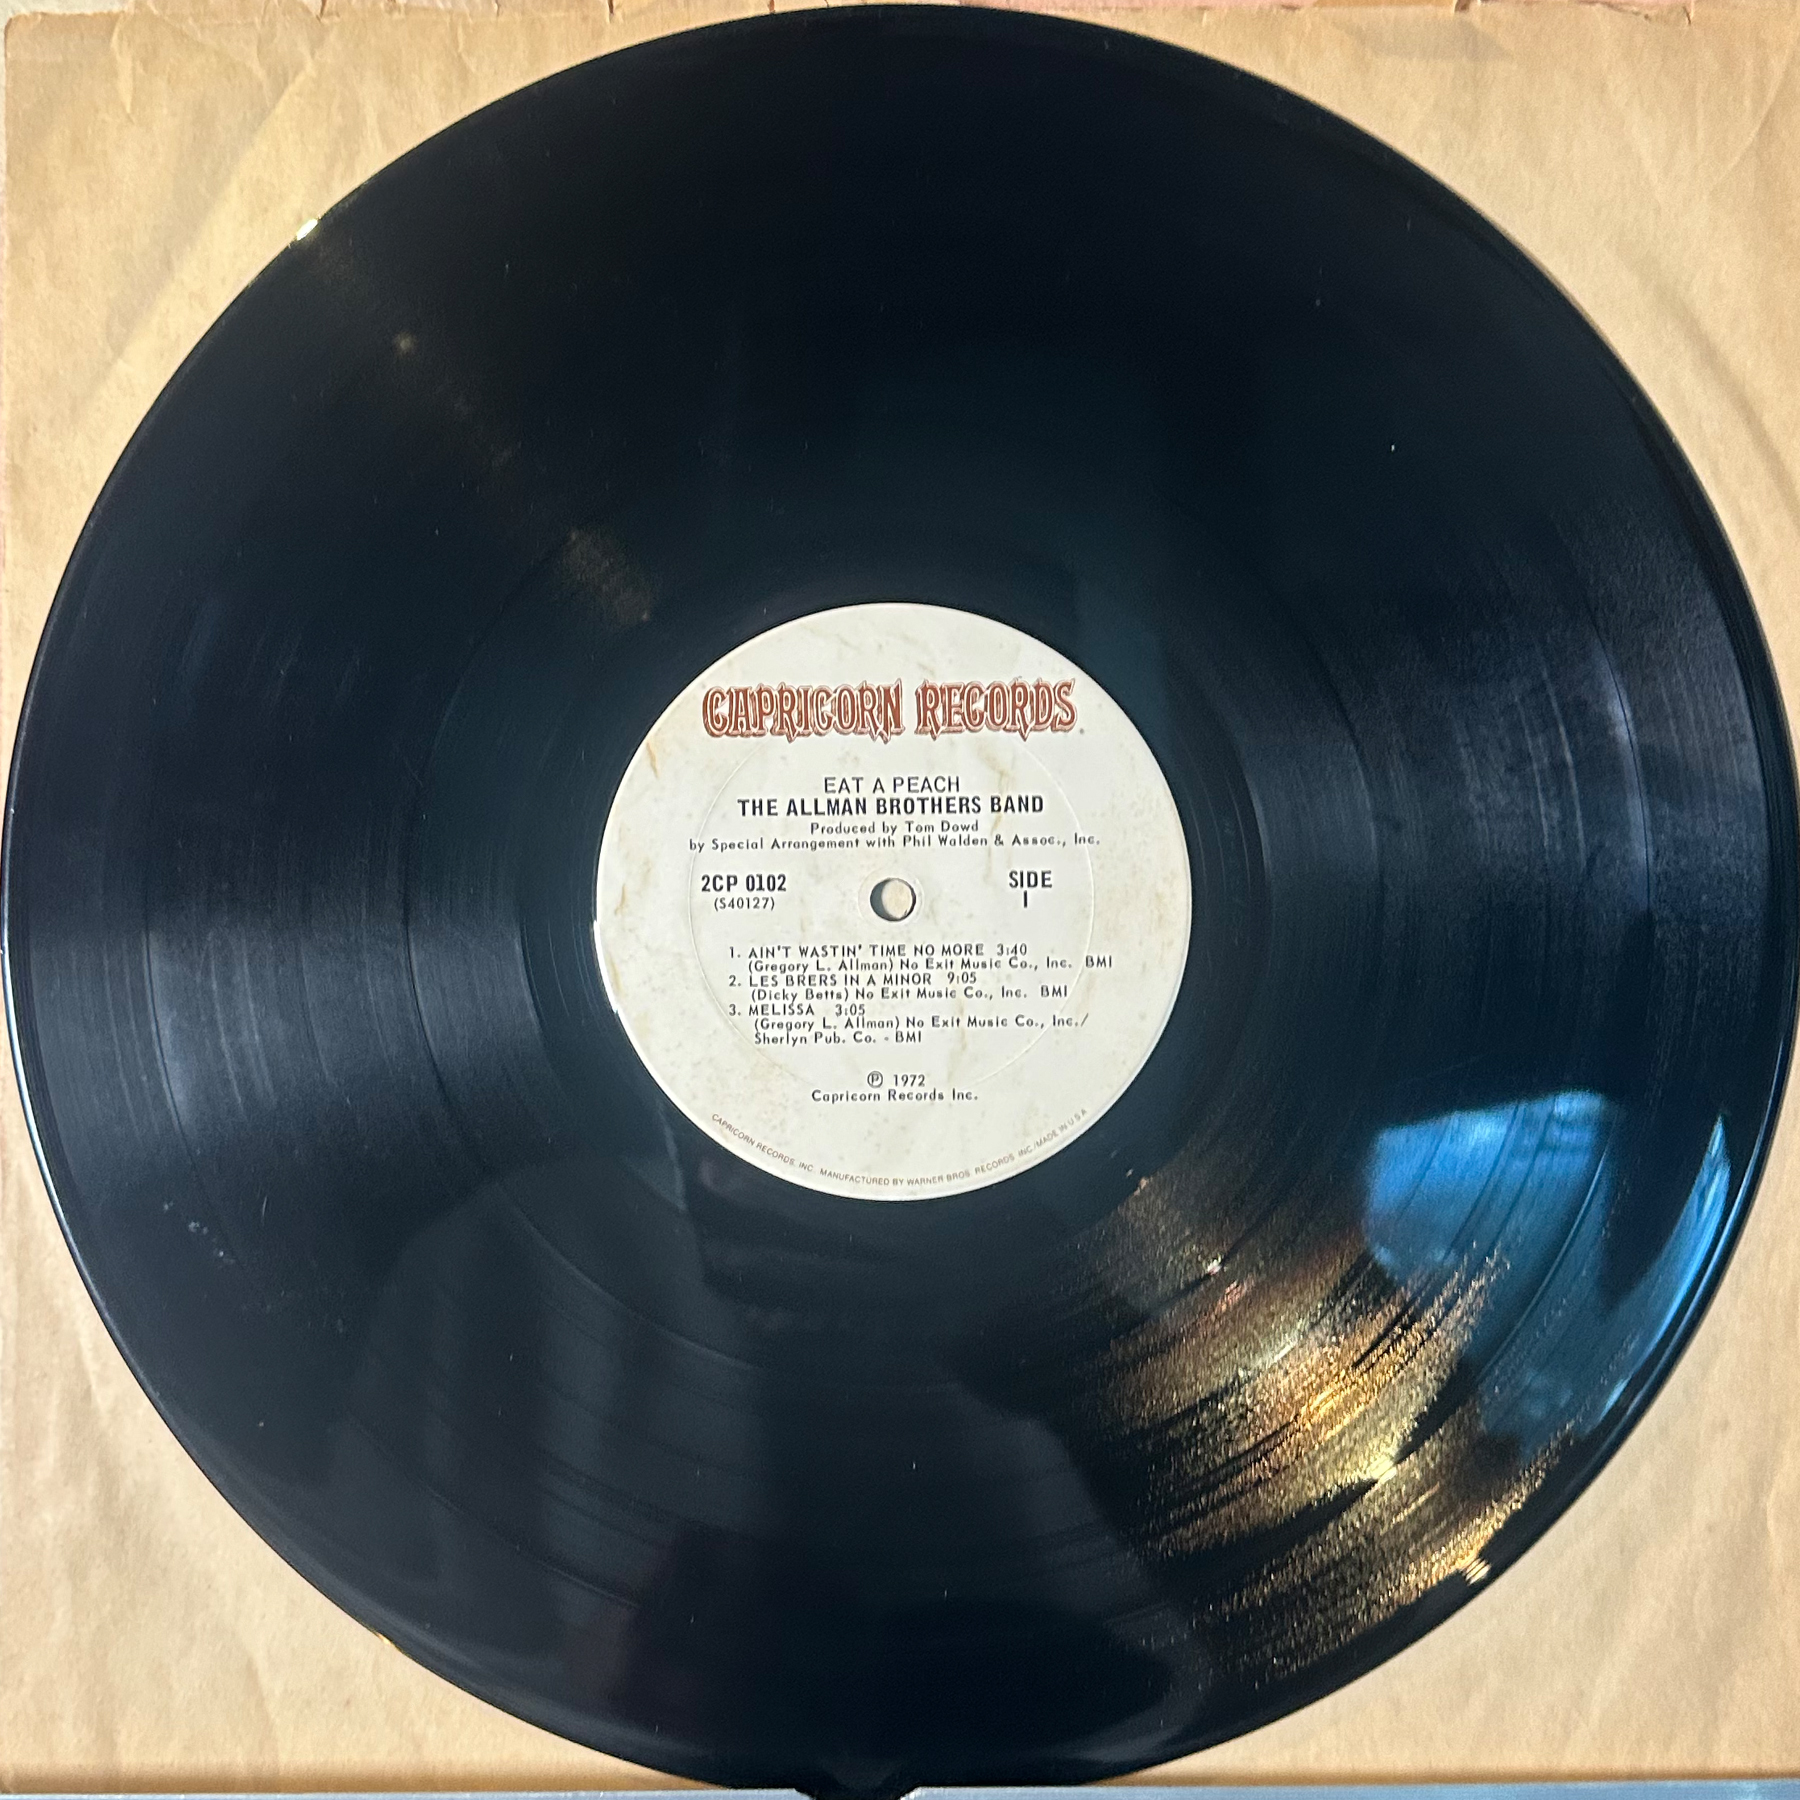 CAPRICORN RECORDS
EAT A PEACH
THE ALLMAN BROTHERS BAND
Produced by Tom Dowd
by Special Arrangement with Phil Walden & Assoc., Inc.
2CP 0102 SIDE
(S40127) 1
1. AIN'T WASTIN' TIME NO MORE 3:40
(Gregory L. Allman) No Exit Music Co., Inc. BMI
2. LES BRERS IN A MINOR 9:05
(Dicky Betts) No Exit Music Co., Inc. BMI
3. MELISSA 3:05
(Gregory L. Allman) No Exit Music Co., Inc./
Sherlyn Pub. Co. - BMI
℗ 1972
Capricorn Records Inc.
CAPRICORN RECORDS, INC. MANUFACTURED BY WARNER BROS. RECORDS INC./MADE IN U.S.A.